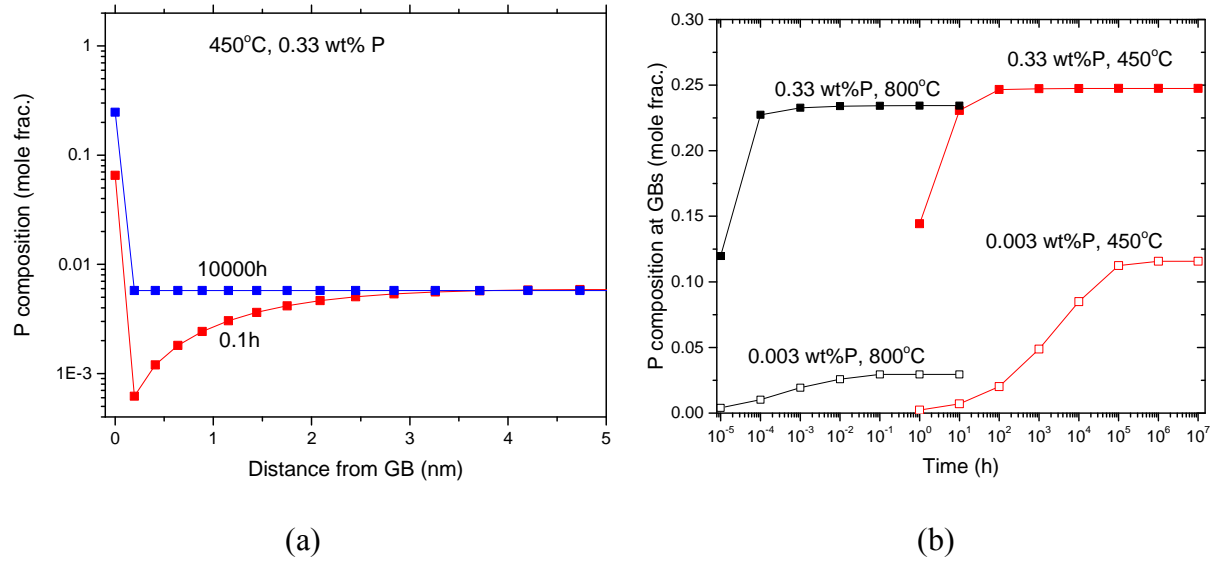 450°C, 0.33 wt% P
P composition (mole frac.)
1
0.1
0.01
1E-3
10000h
0.1h
0 1 2 3 4 5
Distance from GB (nm)
(a)
P composition at GBs (mole frac.)
0.30
0.25
0.20
0.15
0.10
0.05
0.00
0.33 wt%P, 450°C
0.33 wt%P, 800°C
0.003 wt%P, 450°C
0.003 wt%P, 800°C
10⁻⁵ 10⁻⁴ 10⁻³ 10⁻² 10⁻¹ 10⁰ 10¹ 10² 10³ 10⁴ 10⁵ 10⁶ 10⁷
Time (h)
(b)